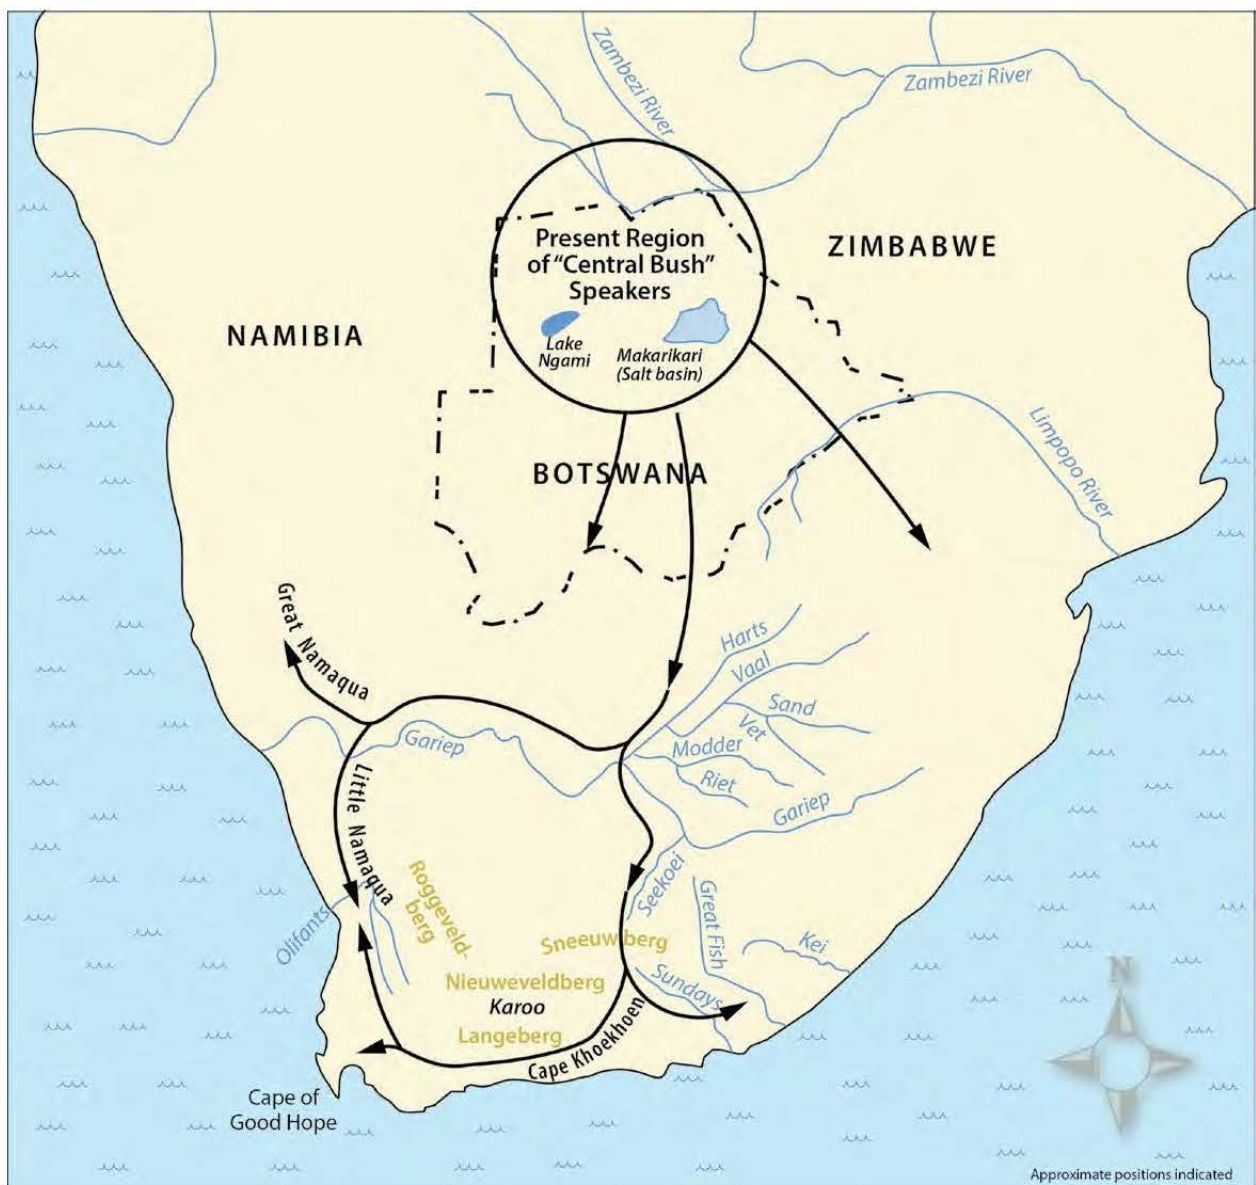 Zambezi River
Zambezi River
Present Region
of "Central Bush"
Speakers
ZIMBABWE
NAMIBIA
Lake
Ngami
Makarikari
(Salt basin)
Limpopo River
BOTSWANA
Great Namaqua
Harts
Vaal
Sand
Vet
Modder
Riet
Gariep
Gariep
Little Namaqua
Roggeveld-
berg
Seekoei
Great Fish
Kei
Olifants
Sneeuwberg
Sundays
Nieuweveldberg
Karoo
Langeberg
Cape Khoekhoen
N
Cape of
Good Hope
Approximate positions indicated